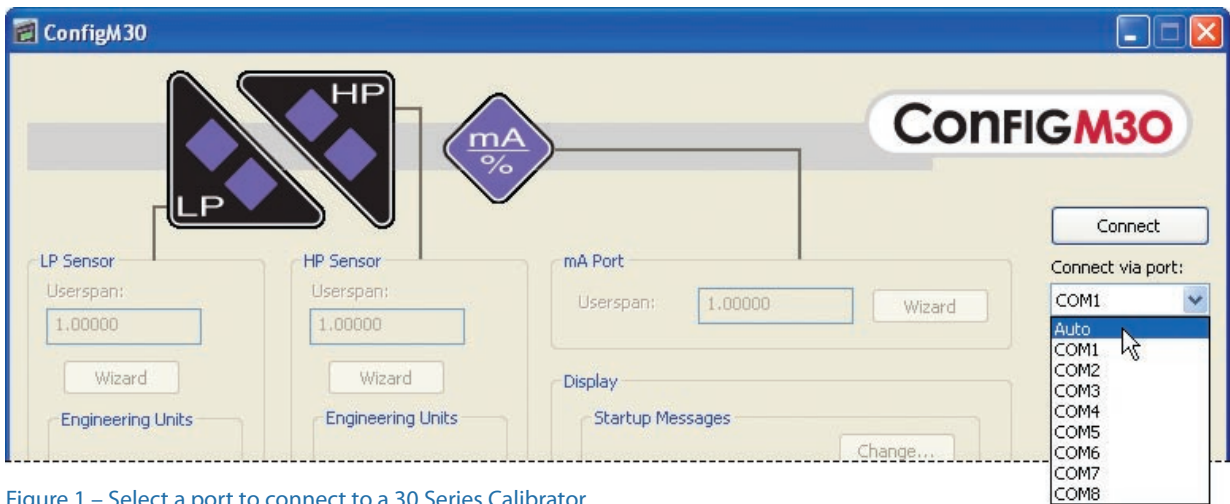 ConfigM30
HP
LP
mA
%
CONFIGM30
Connect
Connect via port:
COM1
Auto
COM1
COM2
COM3
COM4
COM5
COM6
COM7
COM8
LP Sensor
Userspan:
1.00000
Wizard
Engineering Units
HP Sensor
Userspan:
1.00000
Wizard
Engineering Units
mA Port
Userspan:
1.00000
Wizard
Display
Startup Messages
Change...
Figure 1 – Select a port to connect to a 30 Series Calibrator